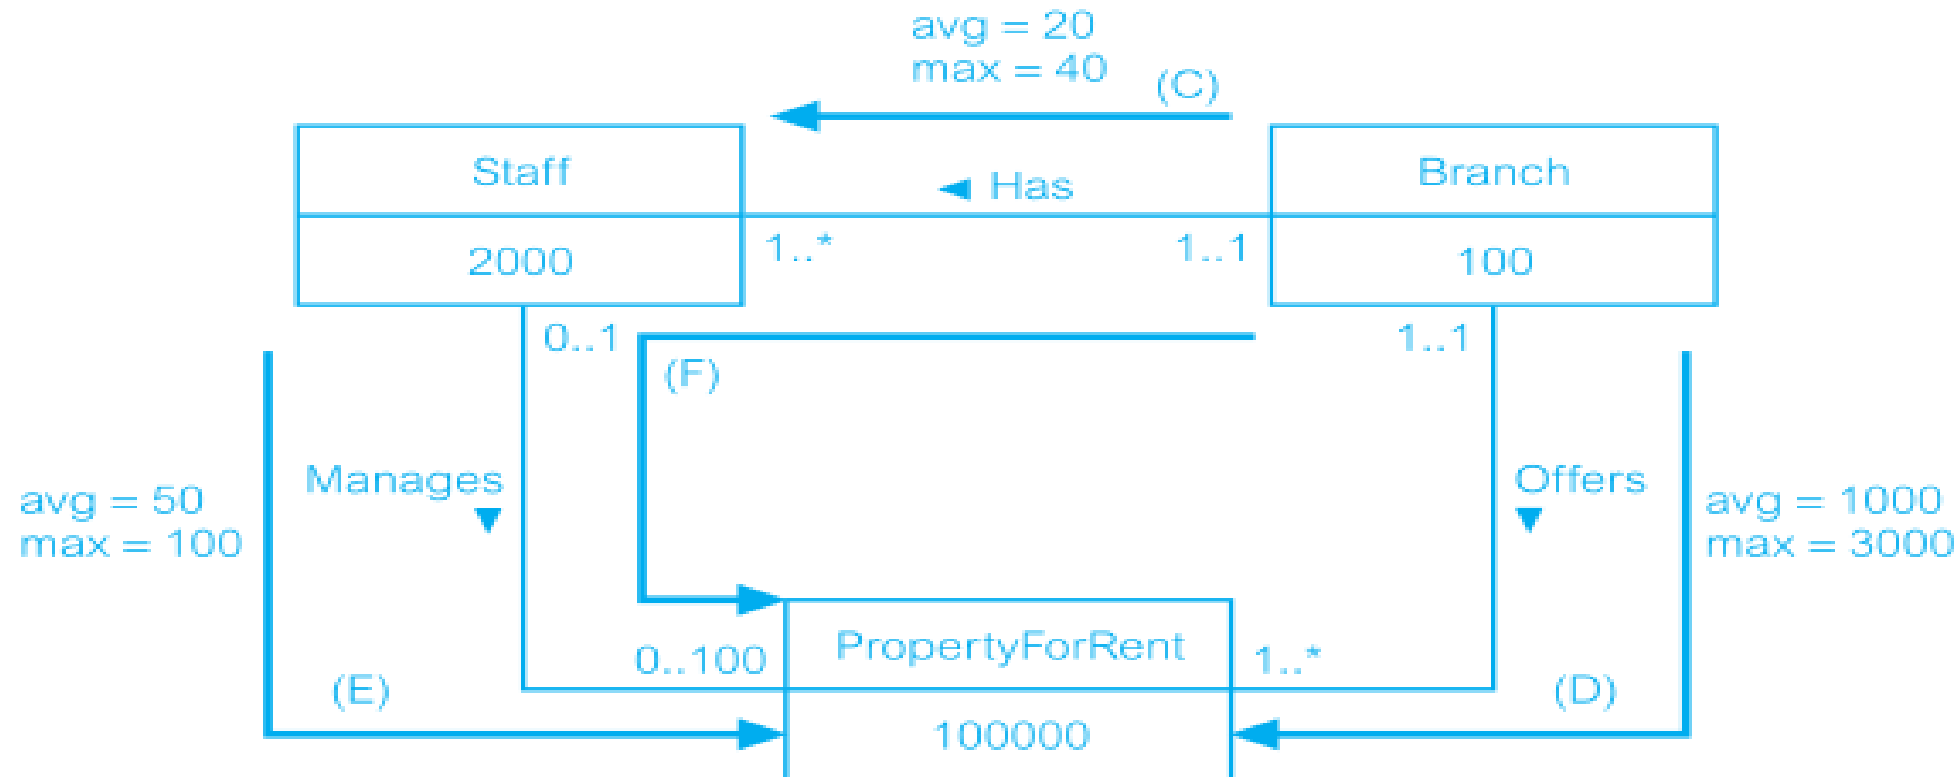 avg = 20
max = 40
(C)
Staff
Has
Branch
2000
1..*
1..1
100
0..1
1..1
(F)
Manages
Offers
avg = 50
max = 100
avg = 1000
max = 3000
0..100
PropertyForRent
1..*
(E)
(D)
100000